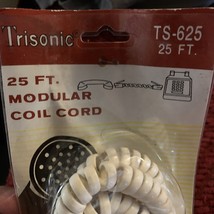 Trisonic
TS-625
25 FT.
25 FT.
MODULAR
COIL CORD